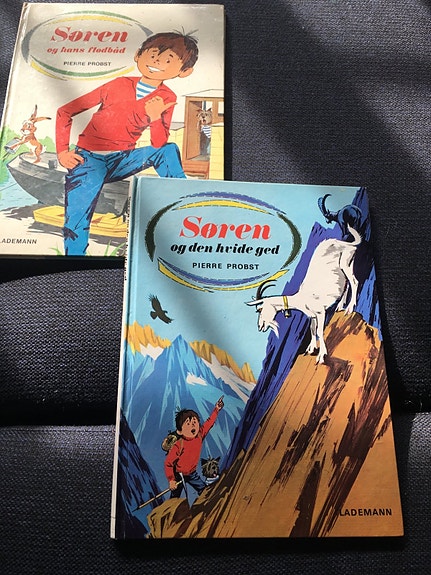 Søren
og hans flodbåd
PIERRE PROBST
LADEMANN
Søren
og den hvide ged
PIERRE PROBST
LADEMANN